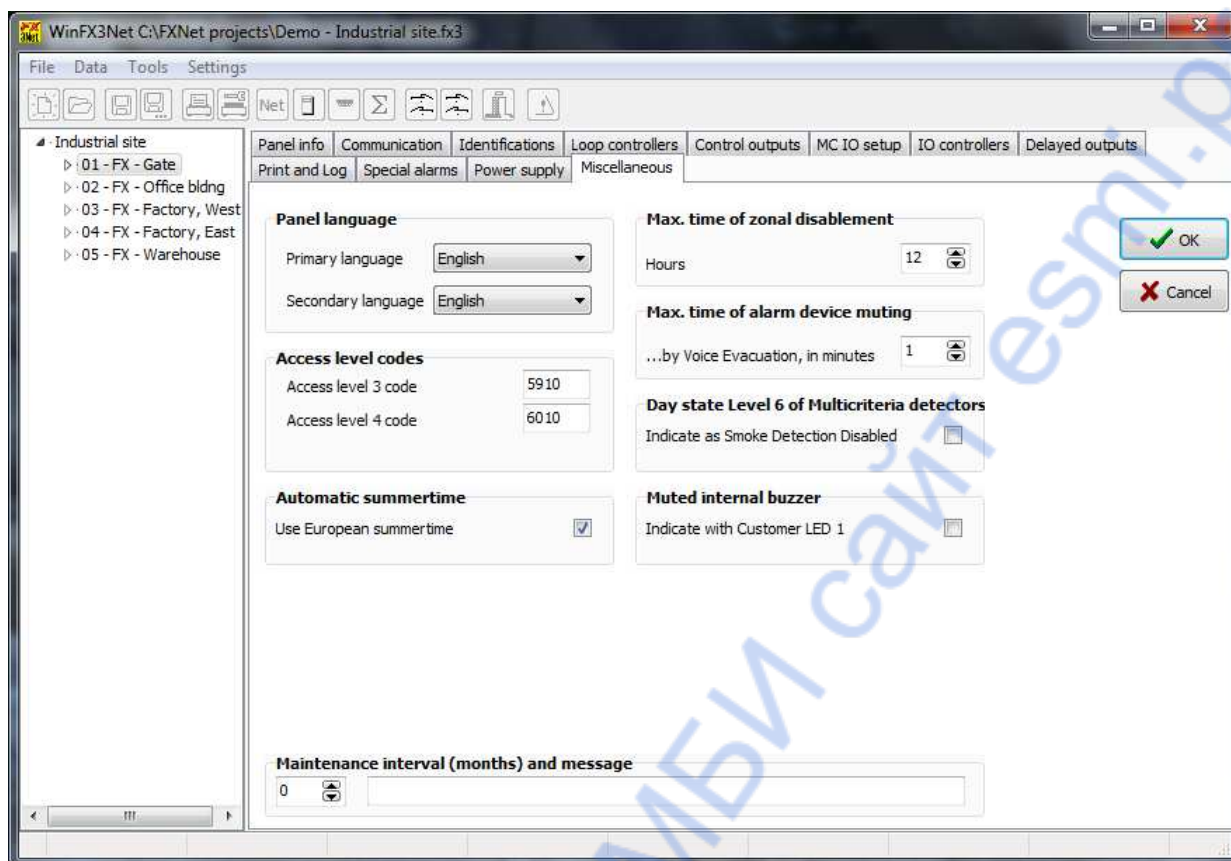 WinFX3Net C:\FXNet projects\Demo - Industrial site.fx3
File Data Tools Settings
Net Σ
Industrial site
01 - FX - Gate
02 - FX - Office bldng
03 - FX - Factory, West
04 - FX - Factory, East
05 - FX - Warehouse
Panel info Communication Identifications Loop controllers Control outputs MC IO setup IO controllers Delayed outputs
Print and Log Special alarms Power supply Miscellaneous
Panel language
Primary language English
Secondary language English
Access level codes
Access level 3 code 5910
Access level 4 code 6010
Automatic summertime
Use European summertime
Max. time of zonal disablement
Hours 12
Max. time of alarm device muting
...by Voice Evacuation, in minutes 1
Day state Level 6 of Multicriteria detectors
Indicate as Smoke Detection Disabled
Muted internal buzzer
Indicate with Customer LED 1
OK
Cancel
Maintenance interval (months) and message
0
сайт esmi.p